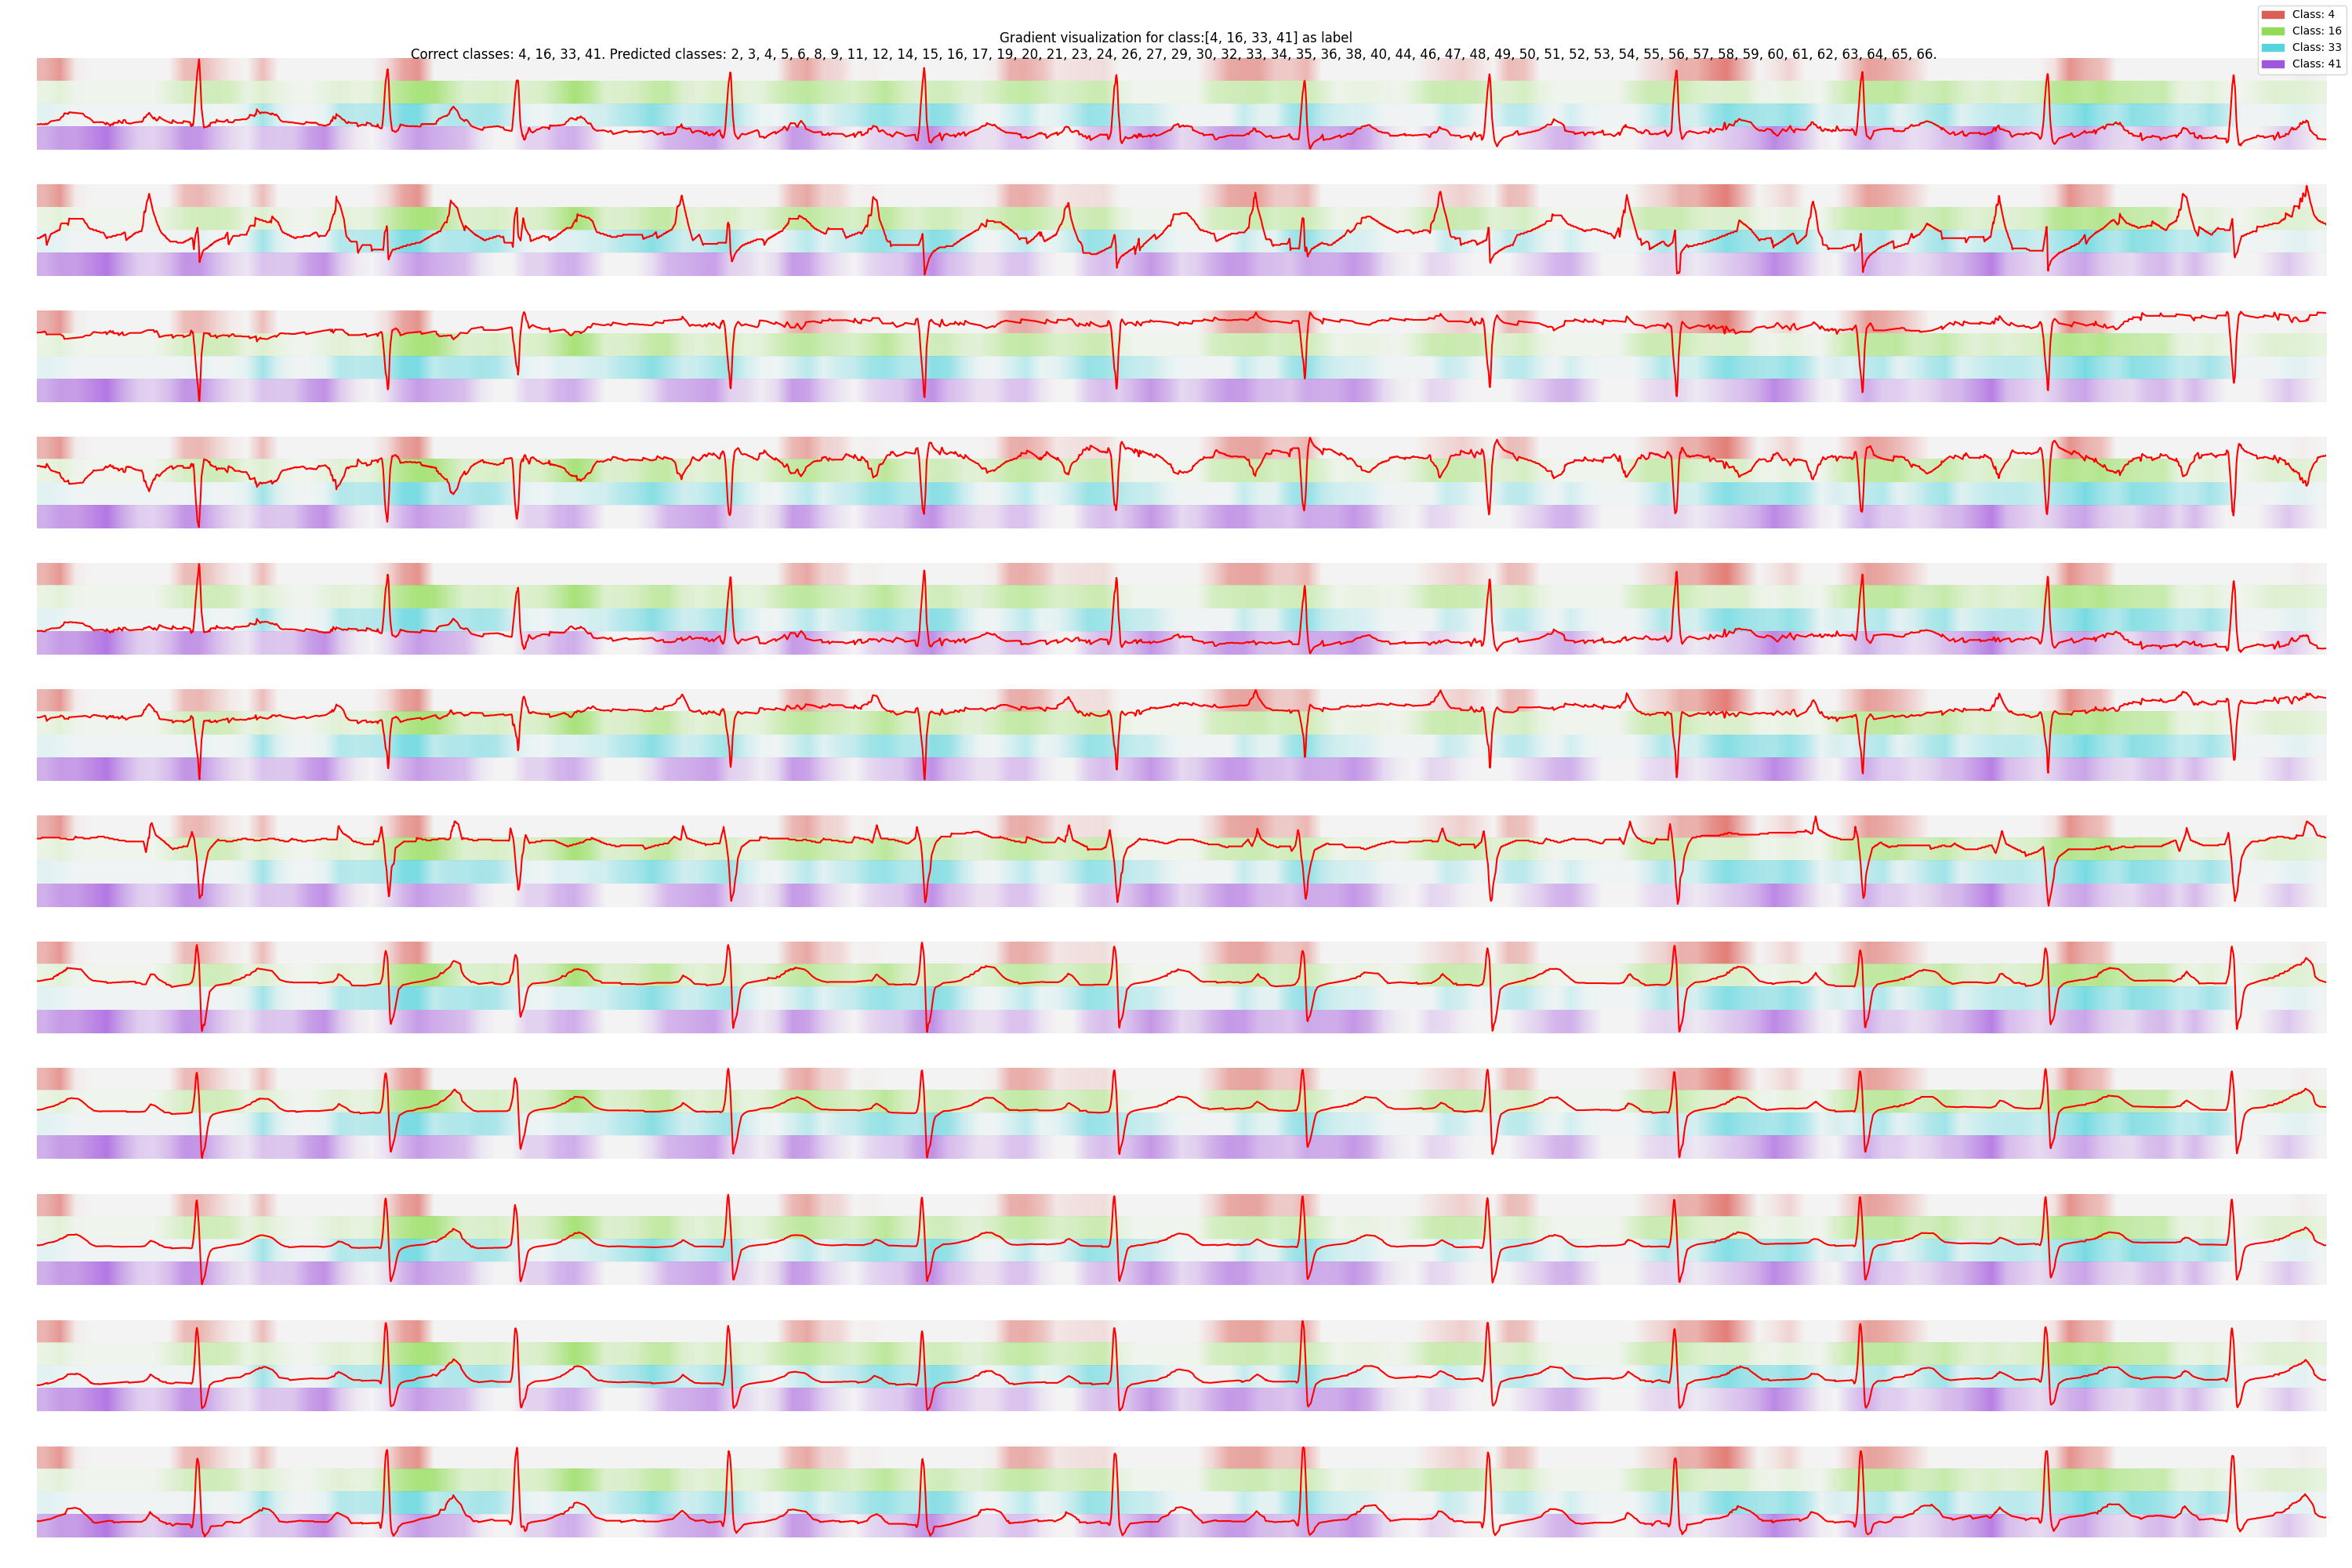 Gradient visualization for class:[4, 16, 33, 41] as label
Correct classes: 4, 16, 33, 41. Predicted classes: 2, 3, 4, 5, 6, 8, 9, 11, 12, 14, 15, 16, 17, 19, 20, 21, 23, 24, 26, 27, 29, 30, 32, 33, 34, 35, 36, 38, 40, 44, 46, 47, 48, 49, 50, 51, 52, 53, 54, 55, 56, 57, 58, 59, 60, 61, 62, 63, 64, 65, 66.
Class: 4
Class: 16
Class: 33
Class: 41